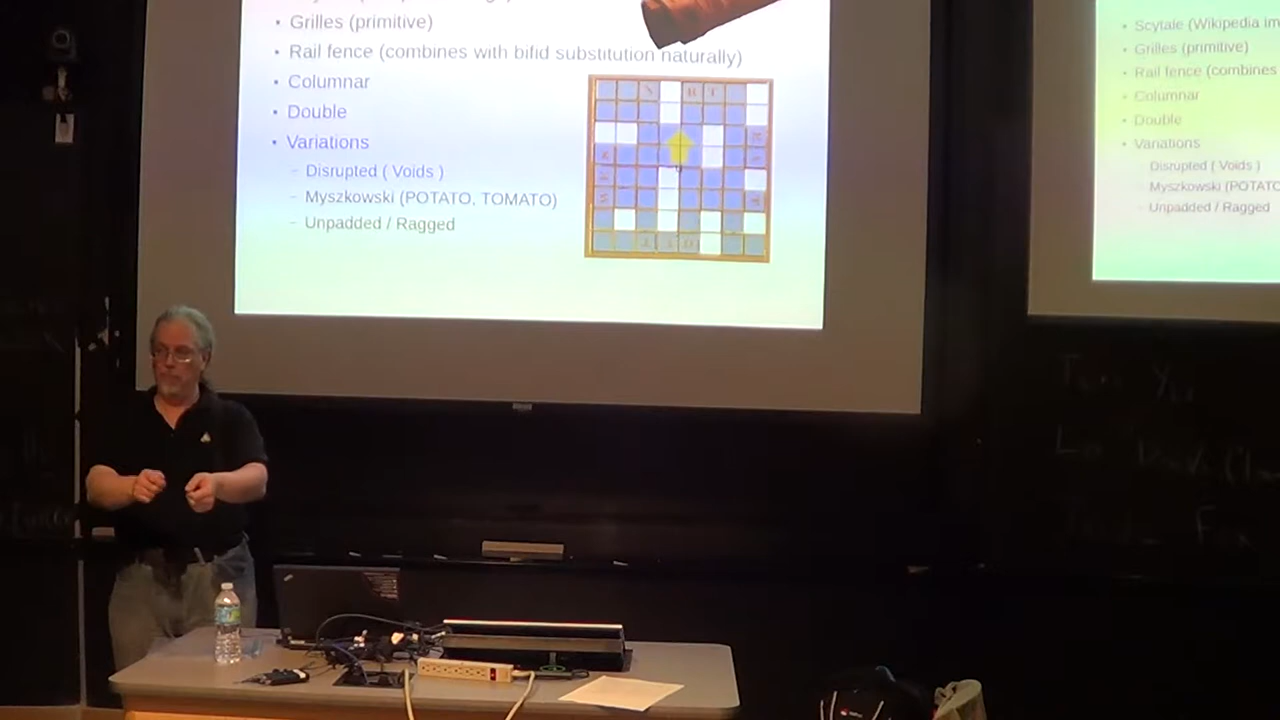 Grilles (primitive)
Rail fence (combines with bifid substitution naturally)
Columnar
Double
Variations
Disrupted ( Voids )
Myszkowski (POTATO, TOMATO)
Unpadded / Ragged
Scytale (Wikipedia im
Grilles (primitive)
Rail fence (combines
Columnar
Double
Variations
Disrupted ( Voids )
Myszkowski (POTATO
Unpadded / Ragged